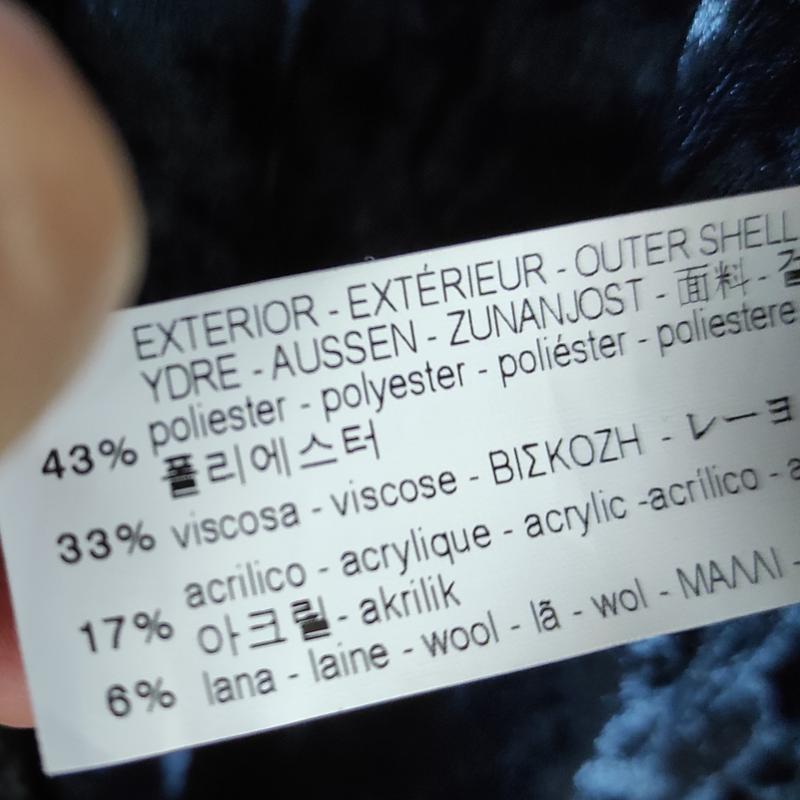 EXTERIOR - EXTÉRIEUR - OUTER SHELL
YDRE - AUSSEN - ZUNANJOST - 面料 -
43% poliester - polyester - poliéster - poliestere
폴리에스터
33% viscosa - viscose - ΒΙΣΚΟΖΗ - レーヨ
acrilico - acrylique - acrylic -acrílico -
17% 아크릴 - akrilik
6% lana - laine - wool - lã - wol - ΜΑΛΛΙ -